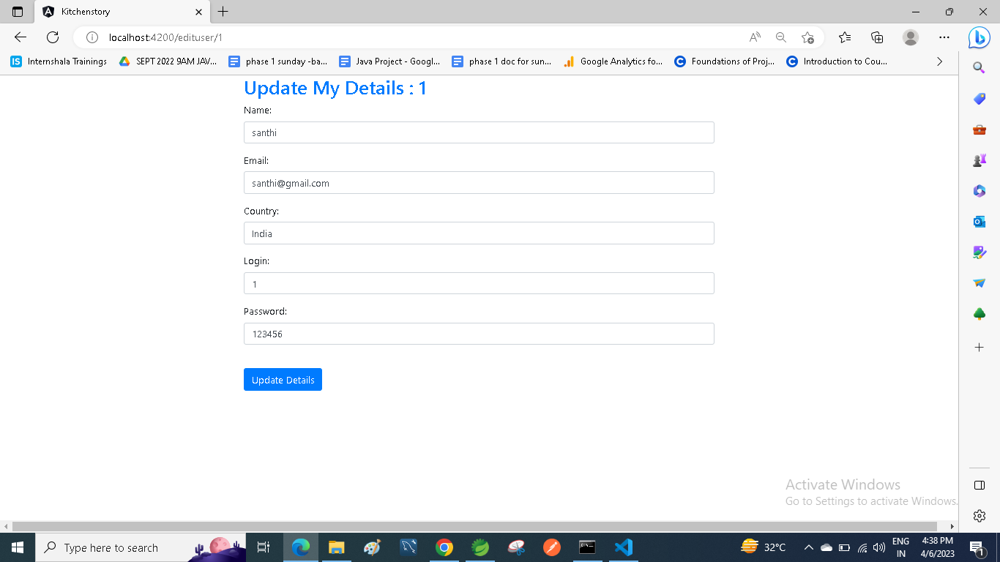 Kitchenstory
localhost:4200/edituser/1
Internshala Trainings
SEPT 2022 9AM JAV...
phase 1 sunday -ba...
Java Project - Googl...
phase 1 doc for sun...
Google Analytics fo...
Foundations of Proj...
Introduction to Cou...
Update My Details : 1
Name:
santhi
Email:
santhi@gmail.com
Country:
India
Login:
1
Password:
123456
Update Details
Activate Windows
Go to Settings to activate Windows.
Type here to search
32°C
ENG
IN
4:38 PM
4/6/2023
1